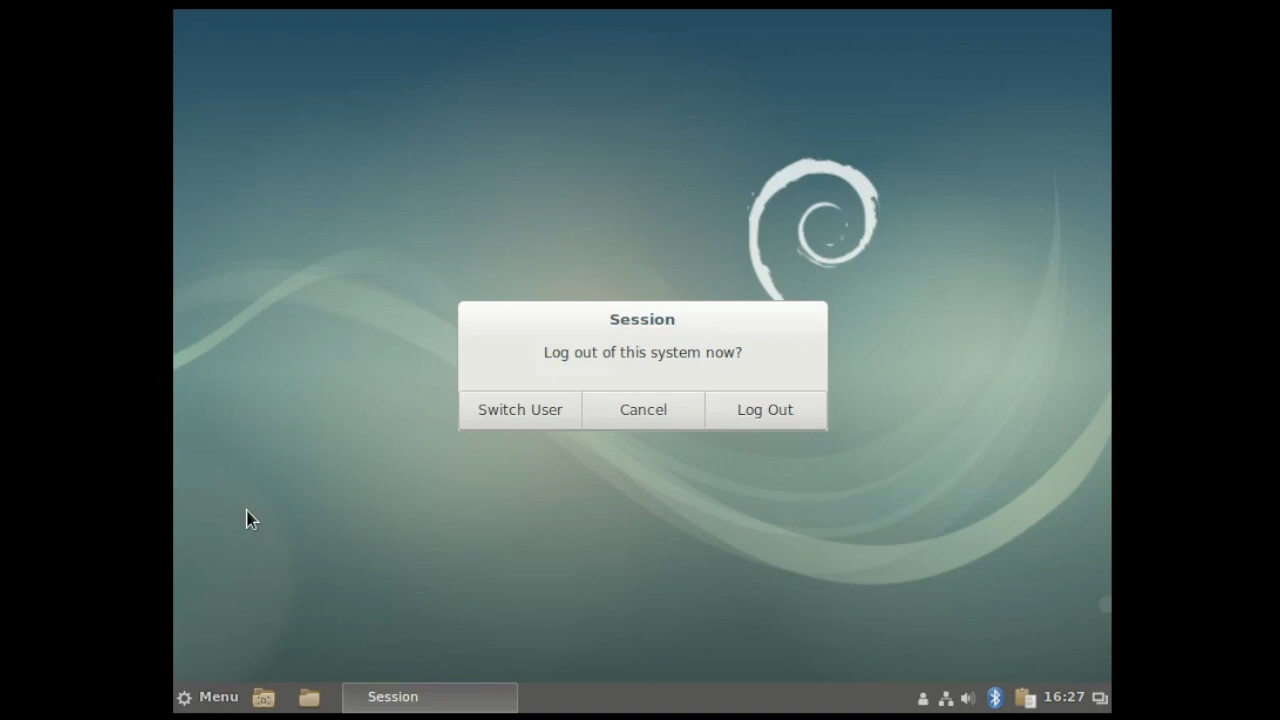 Session
Log out of this system now?
Switch User Cancel Log Out
Menu Session 16:27